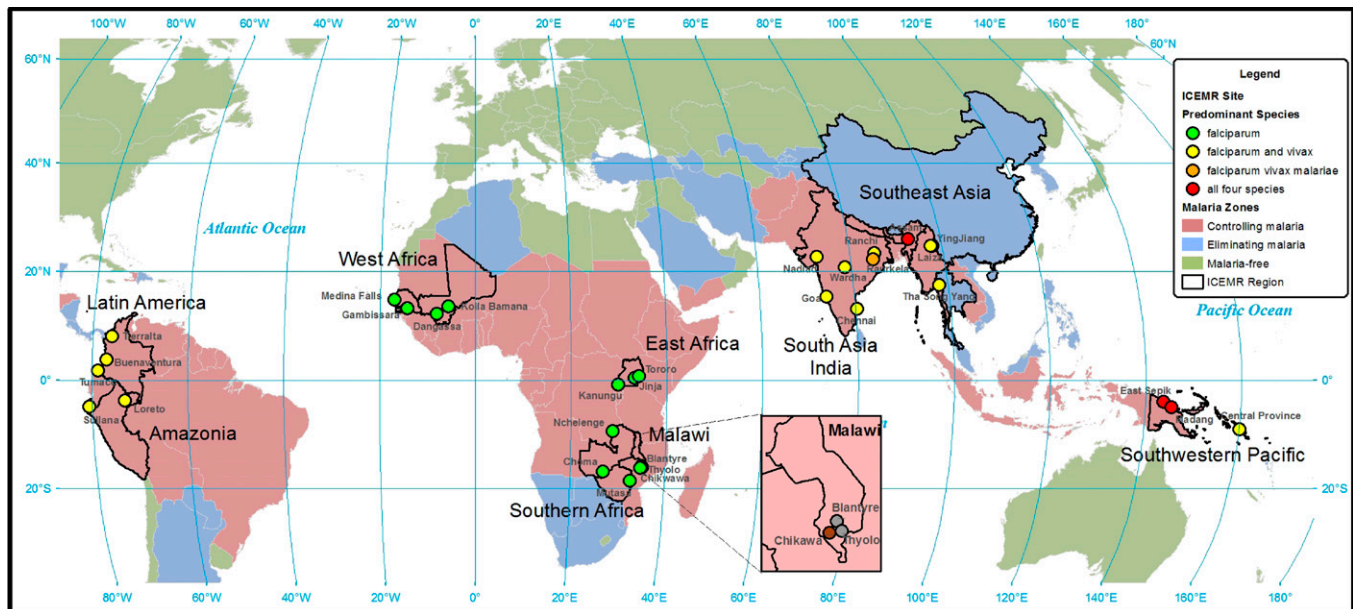 100°W 80°W 60°W 40°W 20°W 0° 20°E 40°E 60°E 80°E 100°E 120°E 140°E 160°E
60°N
60°N
40°N
20°N
0°
20°S
0°
20°S
Legend
ICEMR Site
Predominant Species
falciparum
falciparum and vivax
falciparum vivax malariae
all four species
Malaria Zones
Controlling malaria
Eliminating malaria
Malaria-free
ICEMR Region
Atlantic Ocean
Pacific Ocean
Latin America
Tierralta
Buenaventura
Tumaco
Sullana
Loreto
Amazonia
West Africa
Medina Falls
Gambissara
Kolia Bamana
Dangassa
East Africa
Tororo
Jinja
Kanungu
Nchelenge
Malawi
Choma
Blantyre
Thyolo
Chikwawa
Mutasa
Southern Africa
Malawi
Blantyre
Chikawa
Thyolo
Southeast Asia
Assam
YingJiang
Ranchi
Laiza
Nadiad
Wardha
Raurkela
Tha Song Yang
Goa
Chennai
South Asia
India
East Sepik
Madang
Central Province
Southwestern Pacific
80°W 60°W 40°W 20°W 0° 20°E 40°E 60°E 80°E 100°E 120°E 140°E 160°E 180°